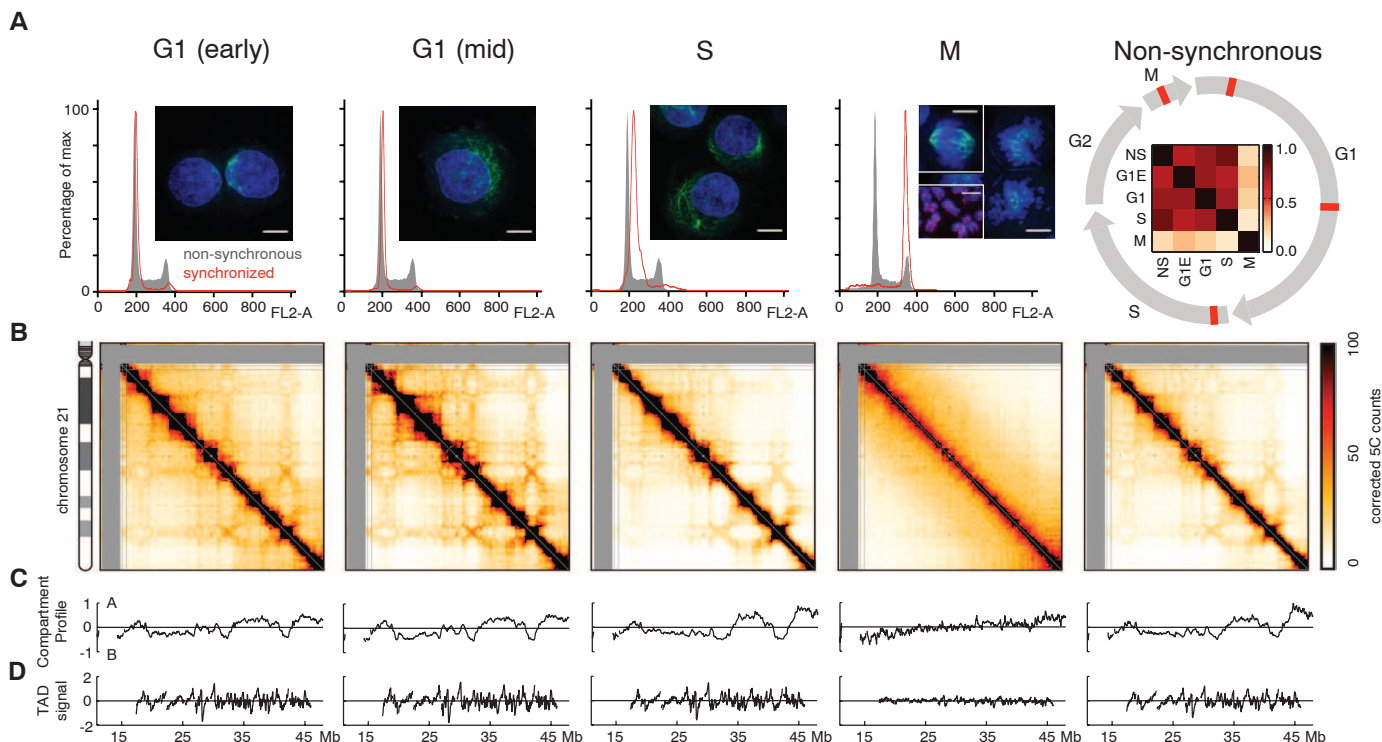 A
G1 (early)
G1 (mid)
S
M
Non-synchronous
Percentage of max
100
80
60
40
20
0
non-synchronous
synchronized
0 200 400 600 800 FL2-A
0 200 400 600 800 FL2-A
0 200 400 600 800 FL2-A
0 200 400 600 800 FL2-A
M
G2
G1
S
NS
G1E
G1
S
M
NS
G1E
G1
S
M
1.0
0.5
0.0
B
chromosome 21
100
50
0
corrected 5C counts
C
Compartment
Profile
1
0
-1
A
B
D
TAD
signal
2
0
-2
15 25 35 45 Mb
15 25 35 45 Mb
15 25 35 45 Mb
15 25 35 45 Mb
15 25 35 45 Mb